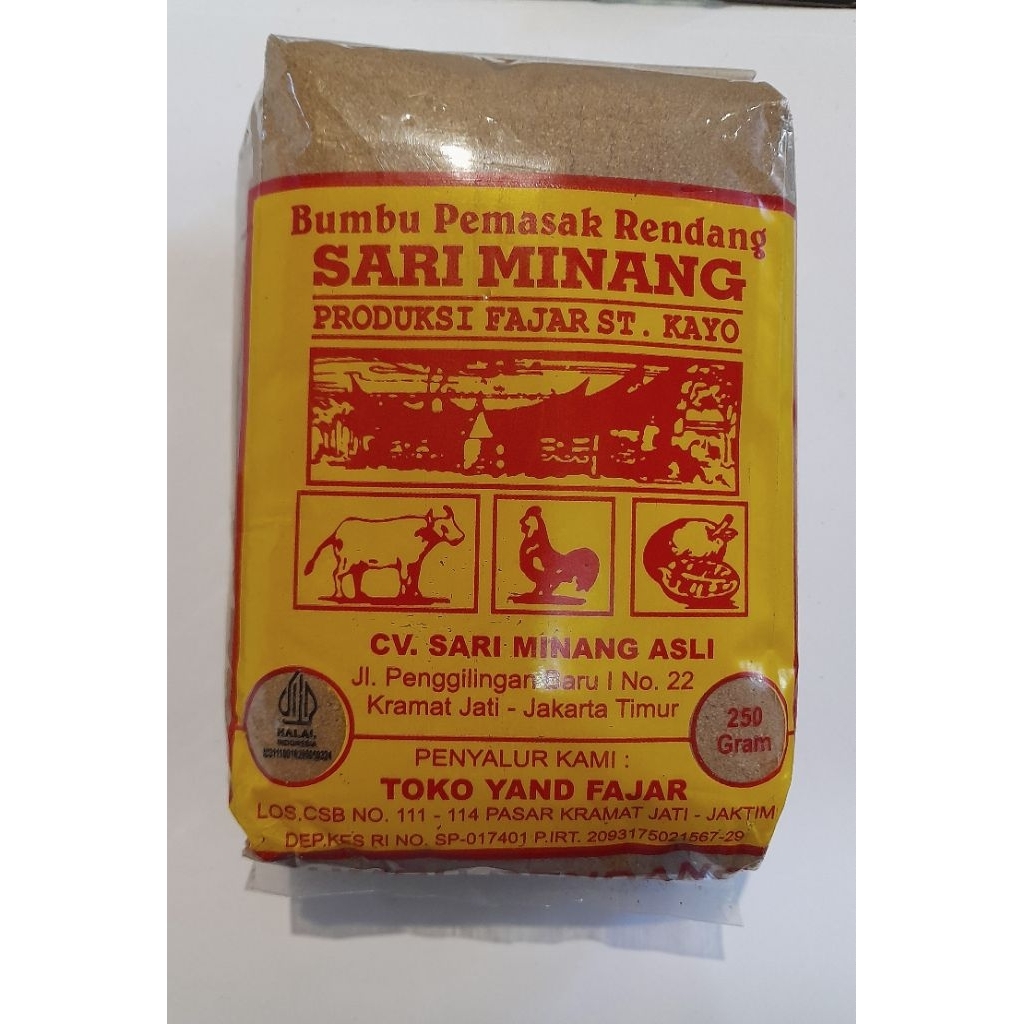 Bumbu Pemasak Rendang
SARI MINANG
PRODUKSI FAJAR ST. KAYO
CV. SARI MINANG ASLI
Jl. Penggilingan Baru I No. 22
Kramat Jati - Jakarta Timur
HALAL
INDONESIA
250
Gram
PENYALUR KAMI :
TOKO YAND FAJAR
LOS.CSB NO. 111 - 114 PASAR KRAMAT JATI - JAKTIM
DEP.KES RI NO. SP-017401 P.IRT. 2093175021567-29